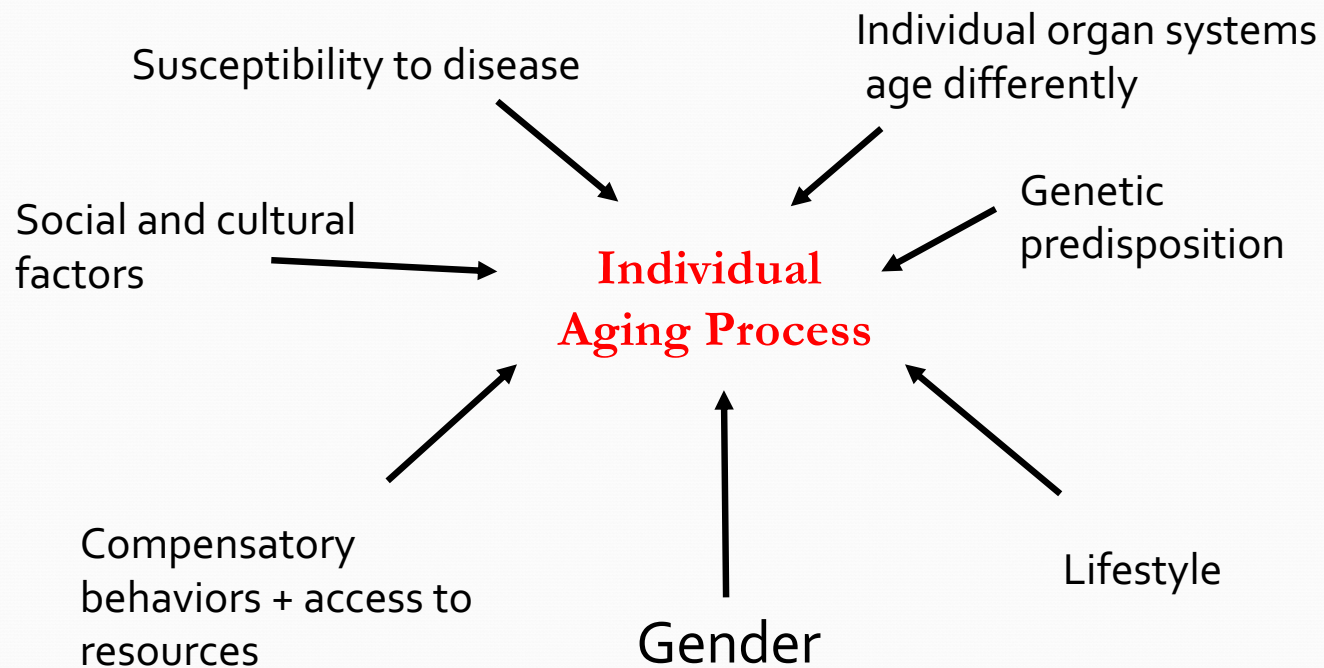 Susceptibility to disease
Individual organ systems
age differently
Social and cultural
factors
Genetic
predisposition
Individual
Aging Process
Compensatory
behaviors + access to
resources
Gender
Lifestyle